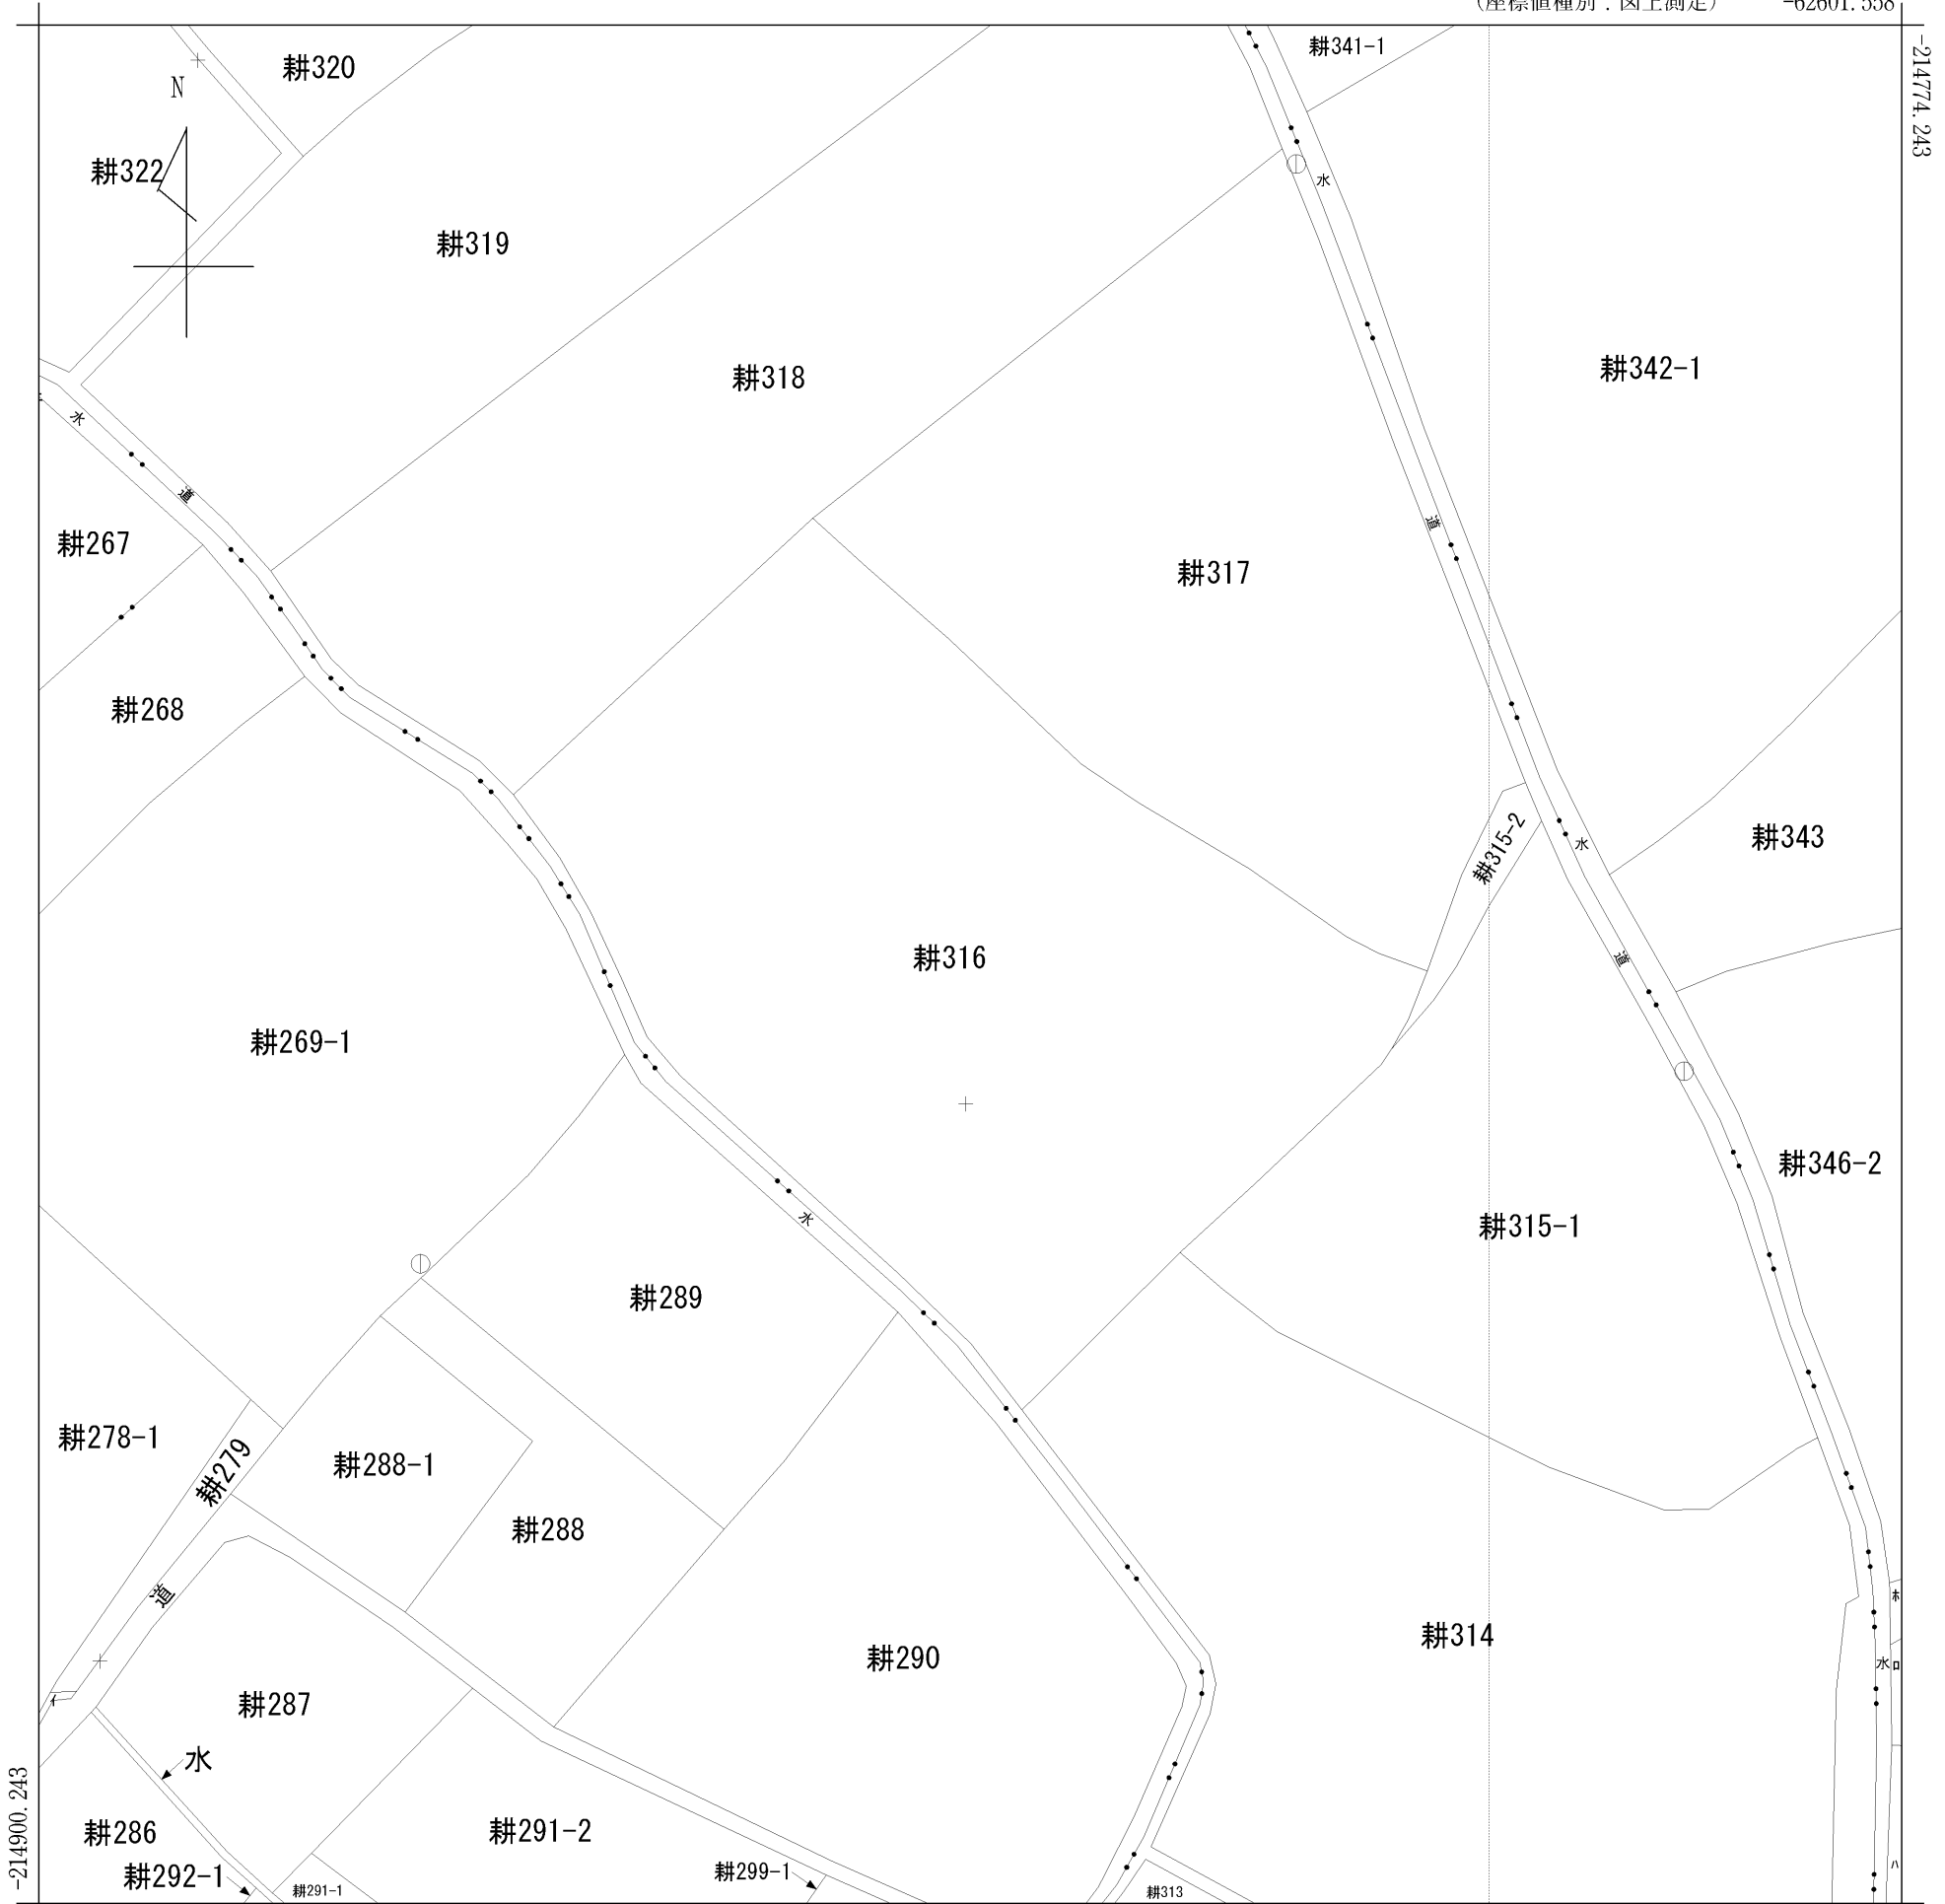 (座標値種別：図上測定) -62601.558
-214774.243
耕341-1
耕320
N
耕322
水
耕319
耕342-1
耕318
水
道
道
耕267
耕317
耕268
耕315-2
水
耕343
道
耕316
耕269-1
耕346-2
水
耕315-1
耕289
耕278-1
耕279
耕288-1
耕288
道
ホ
耕314
耕290
水
ロ
イ
耕287
水
-214900.243
耕286
耕291-2
耕292-1
耕299-1
ハ
耕291-1
耕313